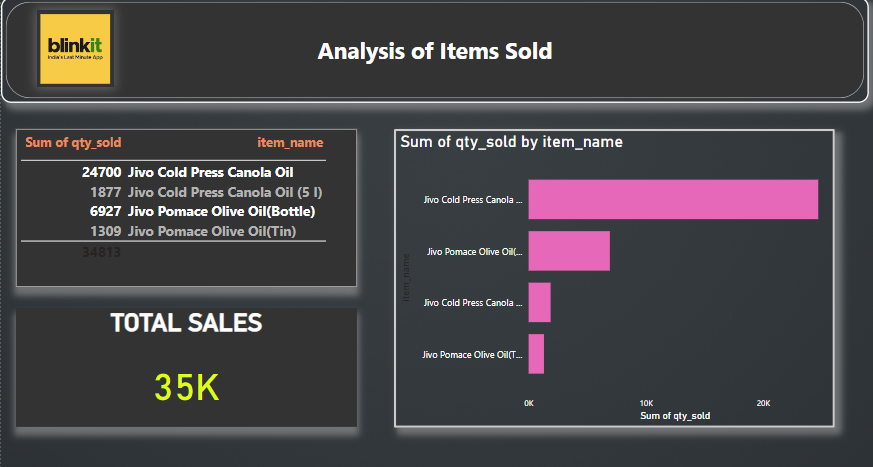 blinkit
India's Last Minute App
Analysis of Items Sold
Sum of qty_sold item_name
24700 Jivo Cold Press Canola Oil
1877 Jivo Cold Press Canola Oil (5 l)
6927 Jivo Pomace Olive Oil(Bottle)
1309 Jivo Pomace Olive Oil(Tin)
34813
TOTAL SALES
35K
Sum of qty_sold by item_name
item_name
Jivo Cold Press Canola ...
Jivo Pomace Olive Oil(...
Jivo Cold Press Canola ...
Jivo Pomace Olive Oil(T...
0K 10K 20K
Sum of qty_sold